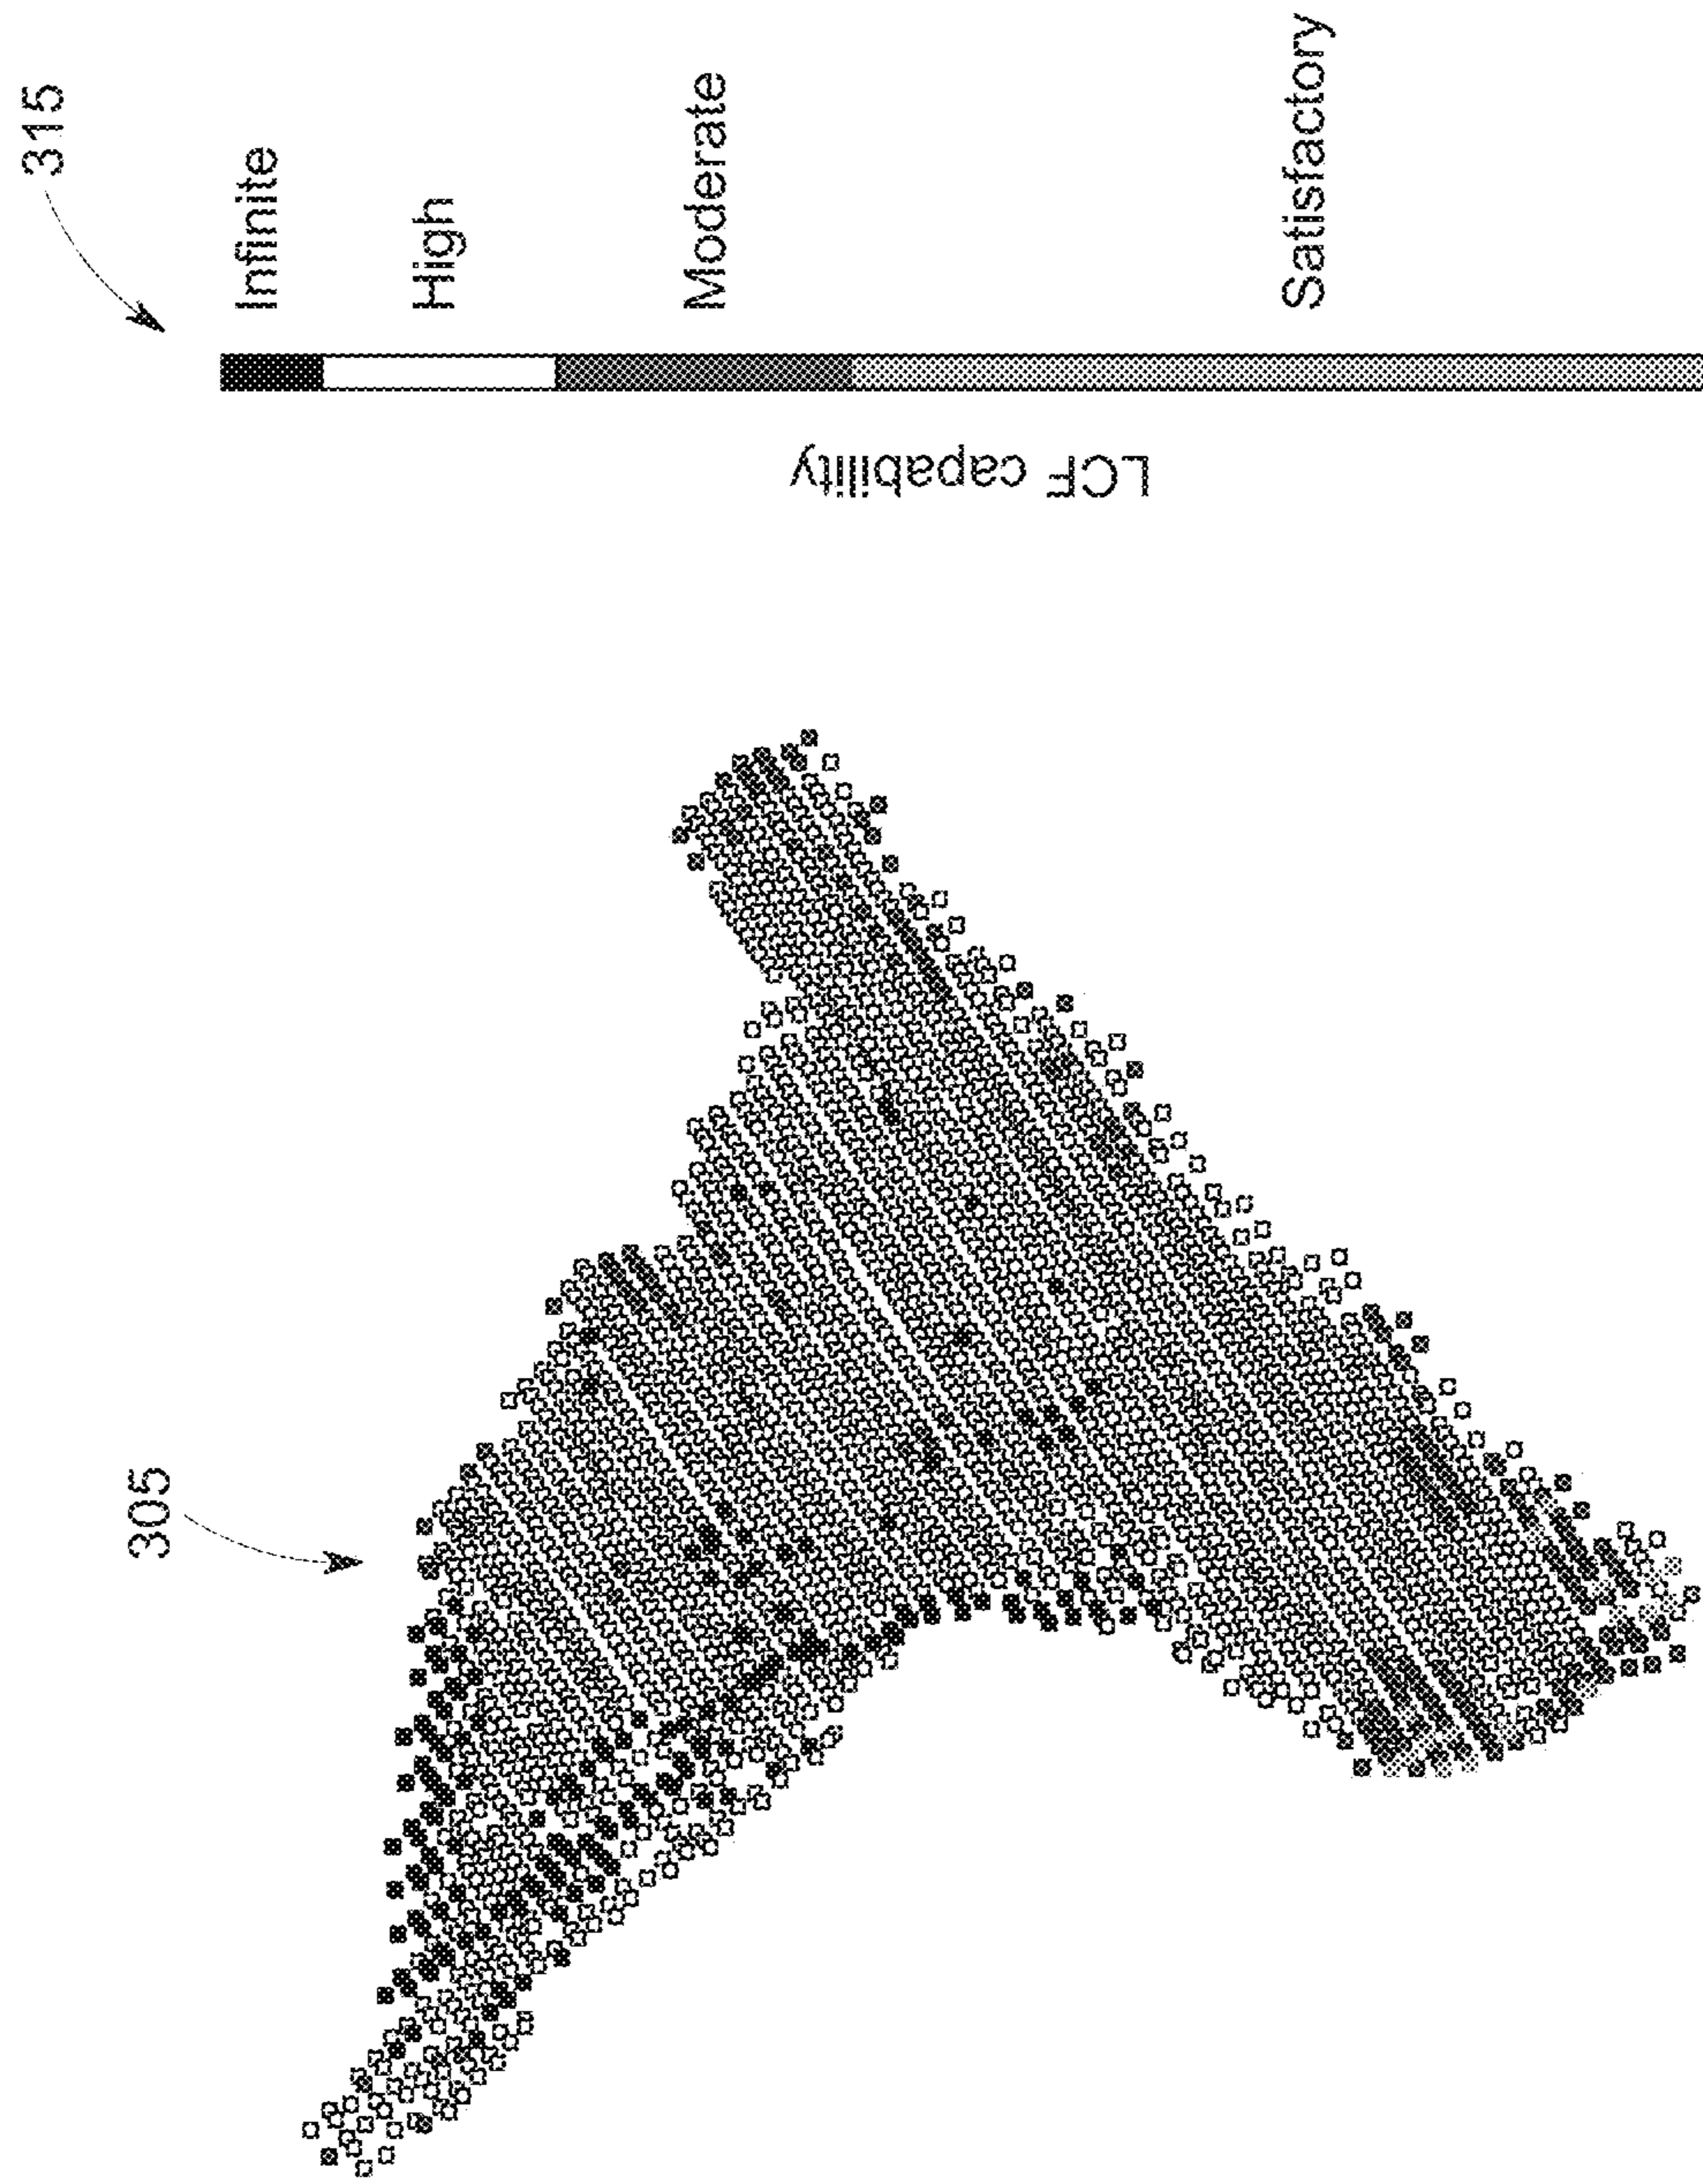 315
Infinite
High
Moderate
Satisfactory
LCF capability
305